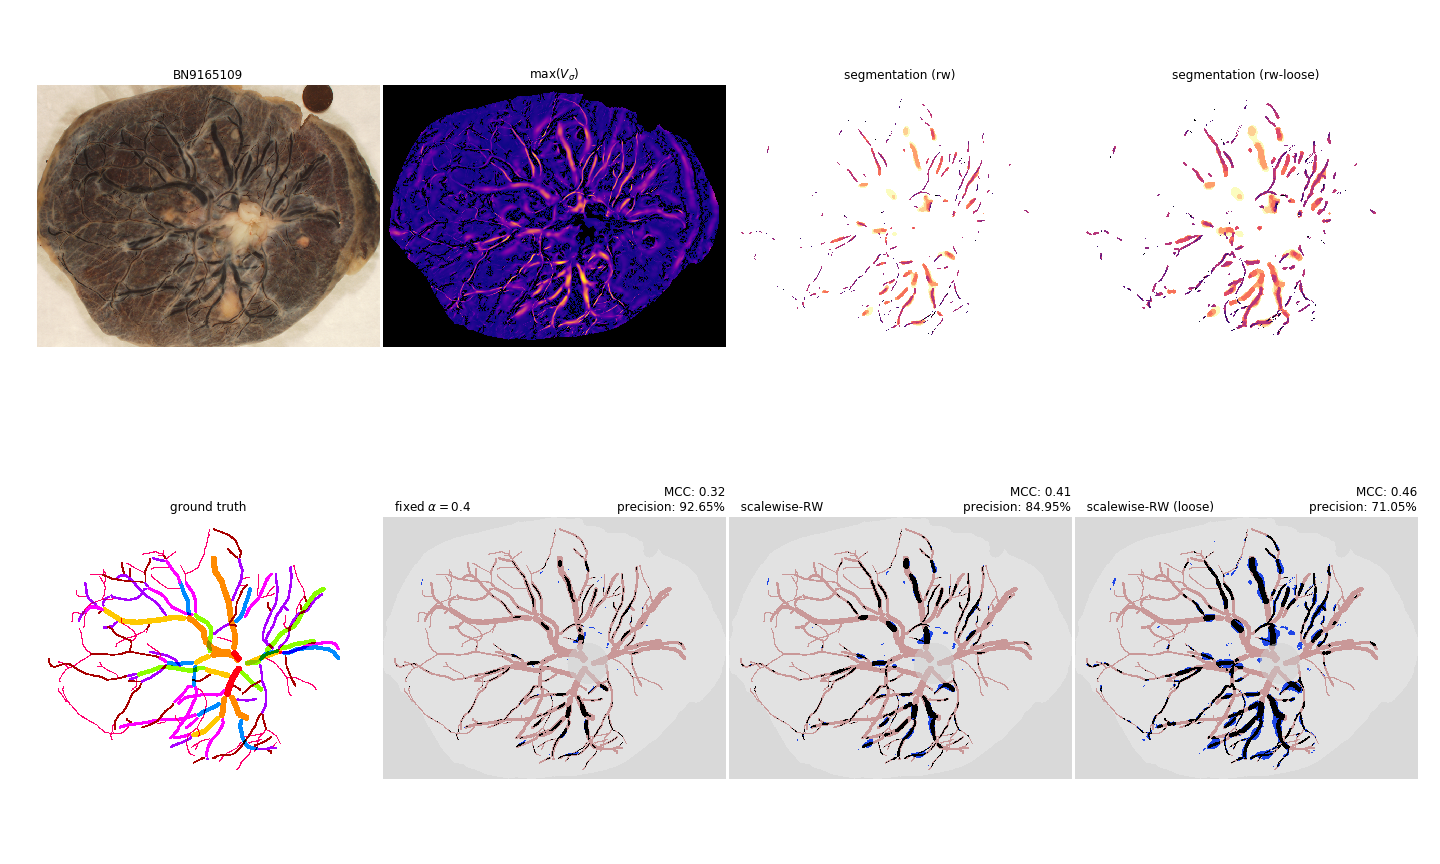 BN9165109
max(V_σ)
segmentation (rw)
segmentation (rw-loose)
ground truth
fixed α = 0.4
MCC: 0.32
precision: 92.65%
scalewise-RW
MCC: 0.41
precision: 84.95%
scalewise-RW (loose)
MCC: 0.46
precision: 71.05%